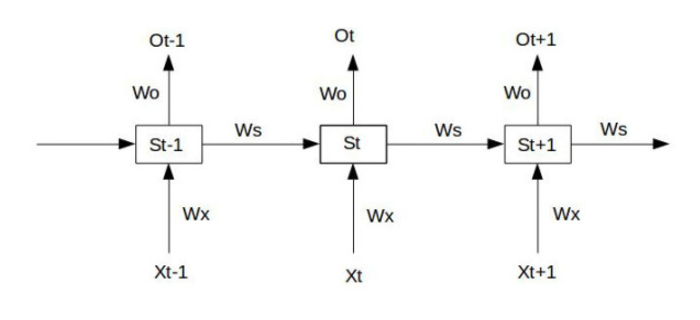 Ot-1 Ot Ot+1
Wo Wo Wo
Ws Ws Ws
St-1 St St+1
Wx Wx Wx
Xt-1 Xt Xt+1